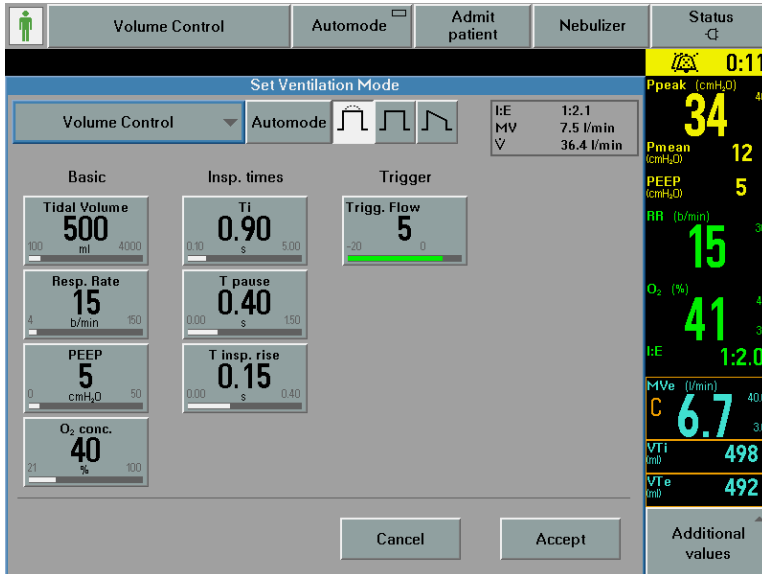 Volume Control
Automode
Admit
patient
Nebulizer
Status
0:11
Set Ventilation Mode
Volume Control
Automode
I:E 1:2.1
MV 7.5 l/min
V̇ 36.4 l/min
Basic
Insp. times
Trigger
Tidal Volume
500
100 ml 4000
Ti
0.90
0.10 s 5.00
Trigg. Flow
5
-20 0
Resp. Rate
15
4 b/min 150
T pause
0.40
0.00 s 1.50
PEEP
5
0 cmH₂O 50
T insp. rise
0.15
0.00 s 0.40
O₂ conc.
40
21 % 100
Cancel
Accept
Ppeak (cmH₂O)
34
Pmean
(cmH₂O) 12
PEEP
(cmH₂O) 5
RR (b/min)
15
O₂ (%)
41
I:E 1:2.0
MVe (l/min)
C 6.7
VTi
(ml) 498
VTe
(ml) 492
Additional
values